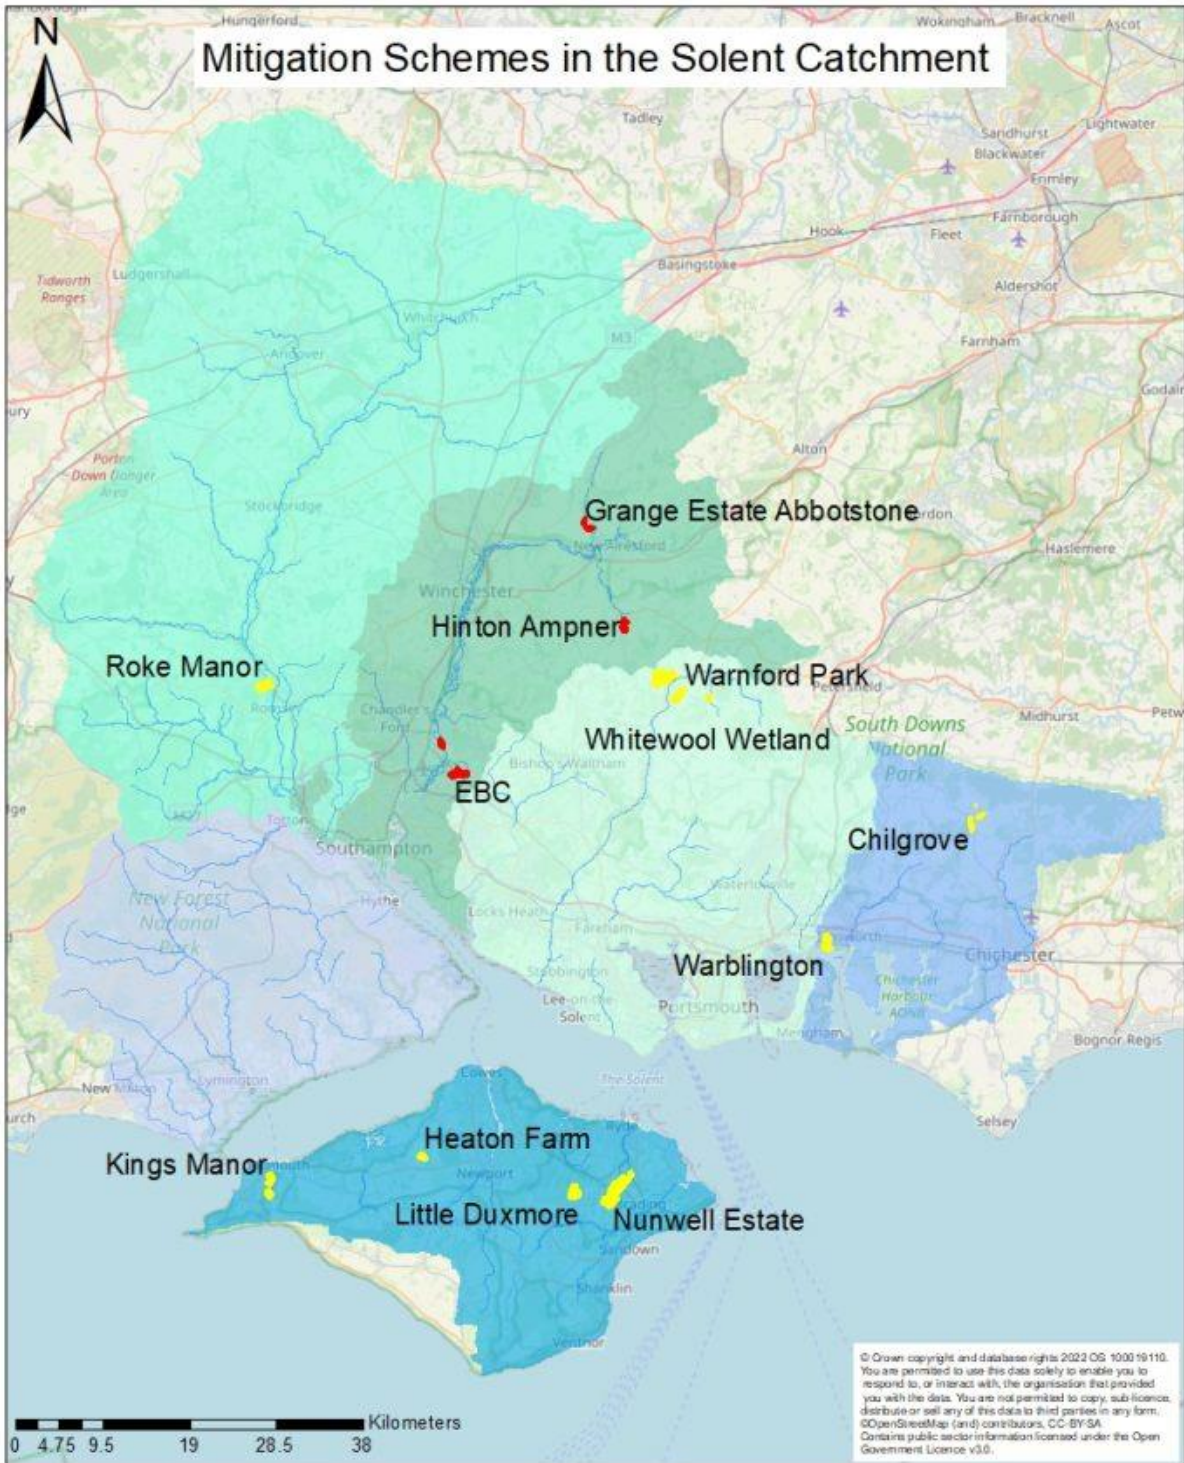 Hungerford
Wokingham
Bracknell
Ascot
N
Mitigation Schemes in the Solent Catchment
Tadley
Lightwater
Sandhurst
Blackwater
Frimley
Farnborough
Hook
Fleet
Basingstoke
Ludgershall
Tidworth
Ranges
Aldershot
Whitchurch
M3
Farnham
Andover
Alton
Porton
Down Danger
Area
Stockbridge
Grange Estate Abbotstone
New Alresford
Haslemere
Winchester
Hinton Ampner
Roke Manor
Warnford Park
Petersfield
Romsey
Chandler's
Ford
Midhurst
South Downs
National
Park
Whitewool Wetland
Bishop's Waltham
EBC
Totton
Southampton
Chilgrove
New Forest
National
Park
Hythe
Waterlooville
Locks Heath
Fareham
Chichester
Warblington
Stubbington
Chichester
Harbour
AONB
Lee-on-the-
Solent
Portsmouth
Mengham
Bognor Regis
Cowes
The Solent
New Milton
Lymington
Selsey
Ryde
Heaton Farm
Kings Manor
Newport
Little Duxmore
Nunwell Estate
Sandown
Shanklin
Ventnor
© Crown copyright and database rights 2022 OS 100019110.
You are permitted to use this data solely to enable you to
respond to, or interact with, the organisation that provided
you with the data. You are not permitted to copy, sub-licence,
distribute or sell any of this data to third parties in any form.
©OpenStreetMap (and) contributors, CC-BY-SA
Contains public sector information licensed under the Open
Government Licence v3.0.
Kilometers
0 4.75 9.5 19 28.5 38